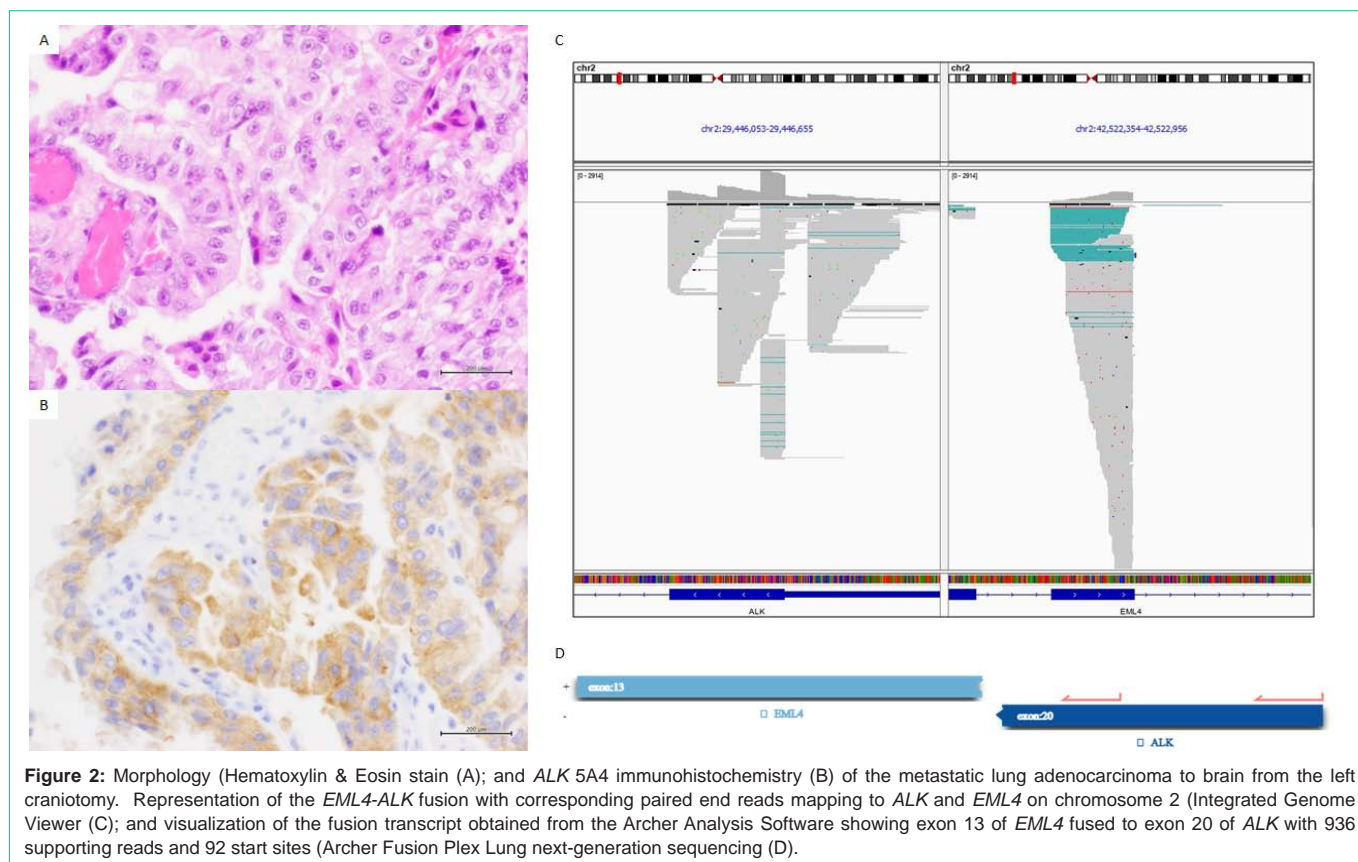 A
200 µm
B
200 µm
C
chr2
chr2
chr2:29,446,053-29,446,655
chr2:42,522,354-42,522,956
[0 - 2914]
[0 - 2914]
ALK
EML4
D
+
exon:13
EML4
-
exon:20
ALK
Figure 2: Morphology (Hematoxylin & Eosin stain (A); and ALK 5A4 immunohistochemistry (B) of the metastatic lung adenocarcinoma to brain from the left
craniotomy. Representation of the EML4-ALK fusion with corresponding paired end reads mapping to ALK and EML4 on chromosome 2 (Integrated Genome
Viewer (C); and visualization of the fusion transcript obtained from the Archer Analysis Software showing exon 13 of EML4 fused to exon 20 of ALK with 936
supporting reads and 92 start sites (Archer Fusion Plex Lung next-generation sequencing (D).